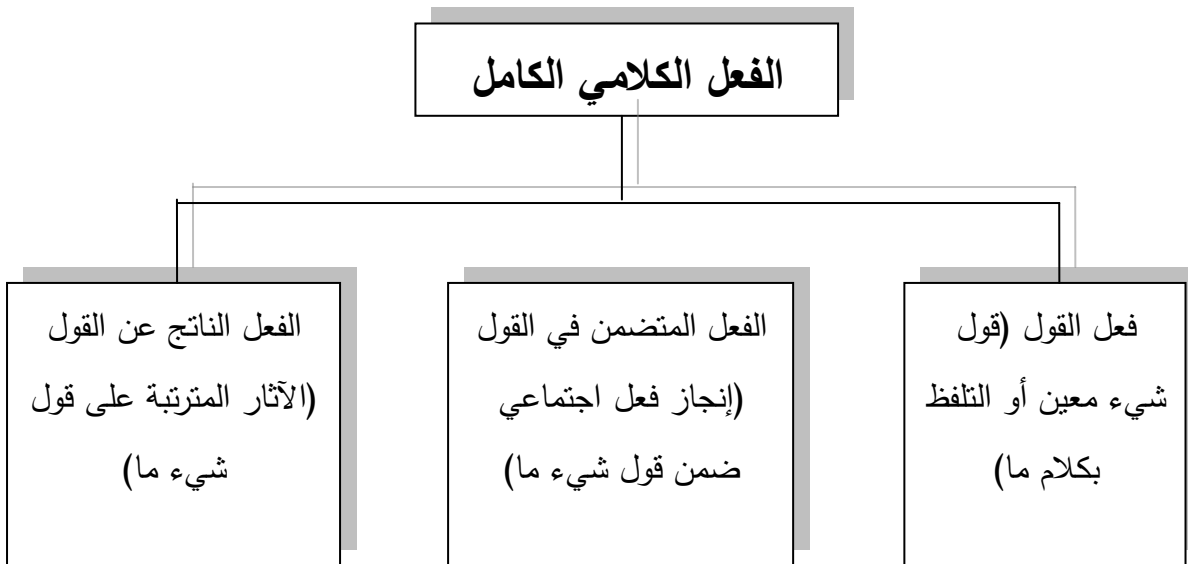 الفعل الكلامي الكامل
فعل القول (قول
شيء معين أو التلفظ
بكلام ما)
الفعل المتضمن في القول
(إنجاز فعل اجتماعي
ضمن قول شيء ما)
الفعل الناتج عن القول
(الآثار المترتبة على قول
شيء ما)